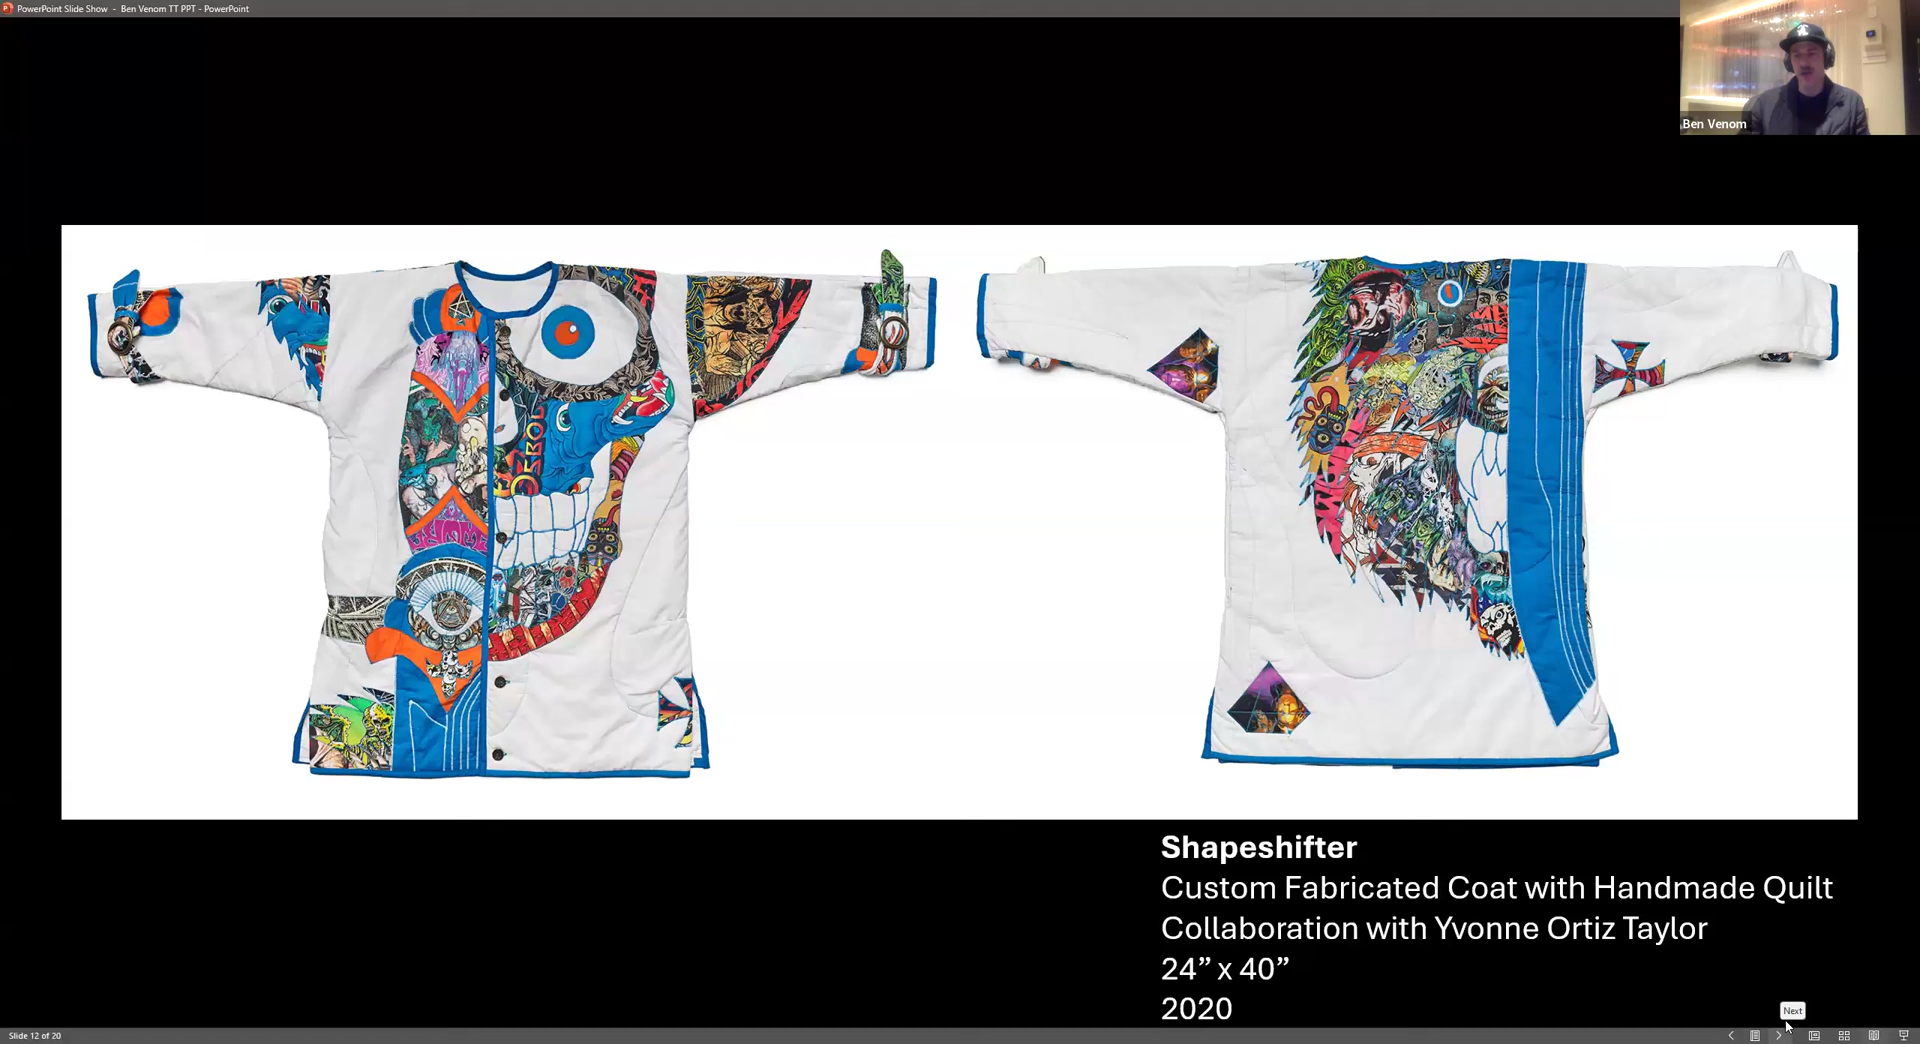 PowerPoint Slide Show - Ben Venom TT PPT - PowerPoint
Ben Venom
Shapeshifter
Custom Fabricated Coat with Handmade Quilt
Collaboration with Yvonne Ortiz Taylor
24” x 40”
2020
Next
Slide 12 of 20